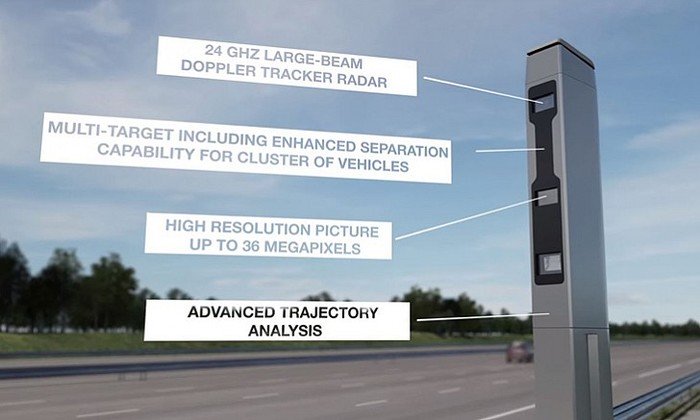 24 GHZ LARGE-BEAM
DOPPLER TRACKER RADAR
MULTI-TARGET INCLUDING ENHANCED SEPARATION
CAPABILITY FOR CLUSTER OF VEHICLES
HIGH RESOLUTION PICTURE
UP TO 36 MEGAPIXELS
ADVANCED TRAJECTORY
ANALYSIS